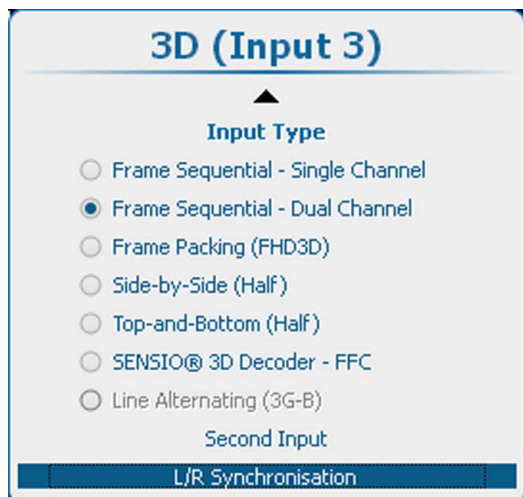 3D (Input 3)
Input Type
Frame Sequential - Single Channel
Frame Sequential - Dual Channel
Frame Packing (FHD3D)
Side-by-Side (Half)
Top-and-Bottom (Half)
SENSIO® 3D Decoder - FFC
Line Alternating (3G-B)
Second Input
L/R Synchronisation